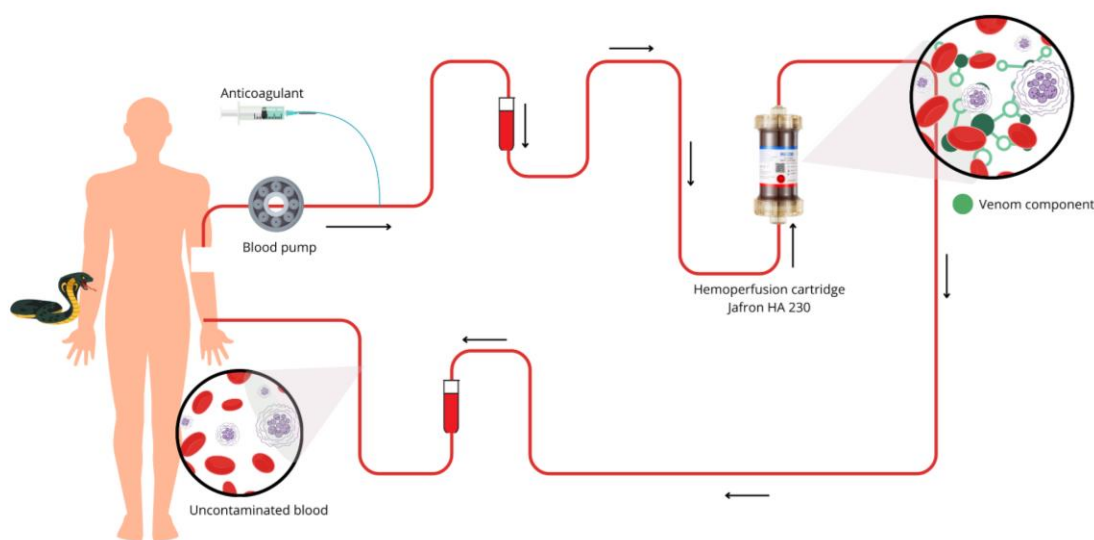 Anticoagulant
Blood pump
Venom component
Hemoperfusion cartridge
Jafron HA 230
Uncontaminated blood